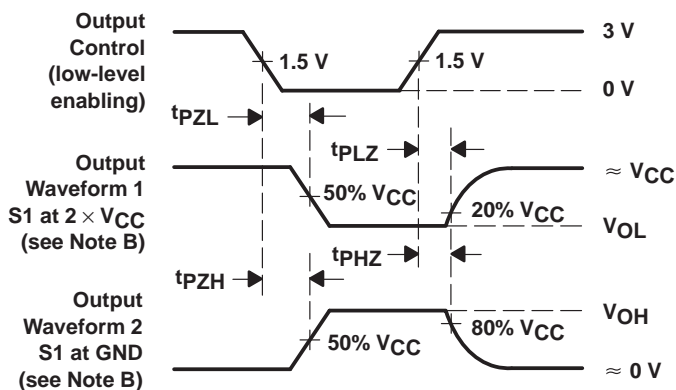 Output
Control
(low-level
enabling)
1.5 V
1.5 V
3 V
0 V
tPZL
tPLZ
Output
Waveform 1
S1 at 2 × VCC
(see Note B)
50% VCC
20% VCC
≈ VCC
VOL
tPZH
tPHZ
Output
Waveform 2
S1 at GND
(see Note B)
50% VCC
80% VCC
VOH
≈ 0 V